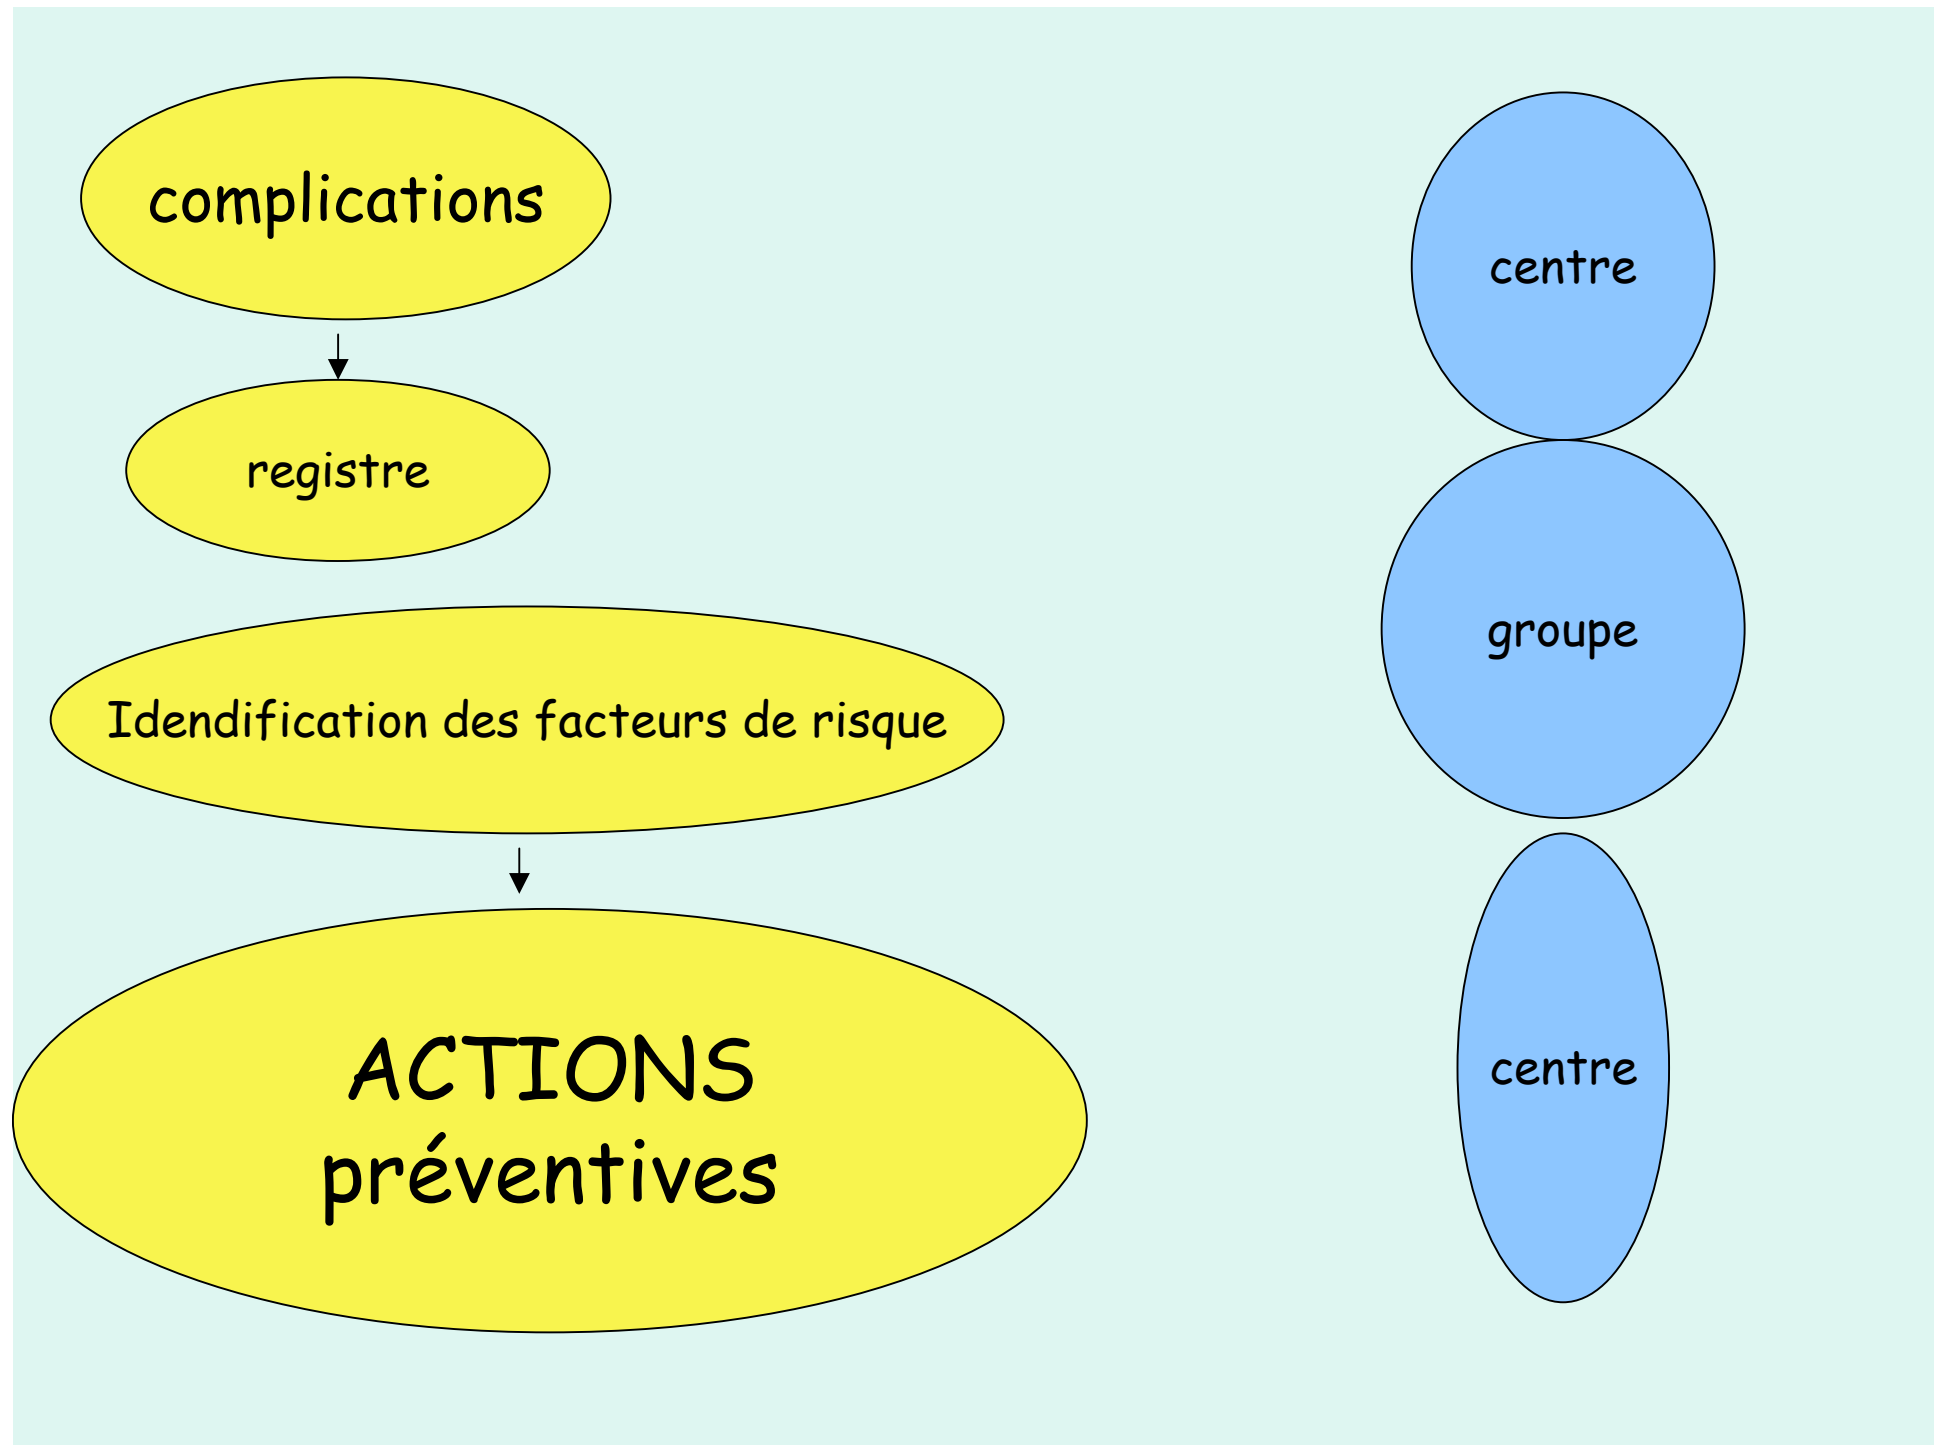 complications
registre
Idendification des facteurs de risque
ACTIONS
préventives
centre
groupe
centre